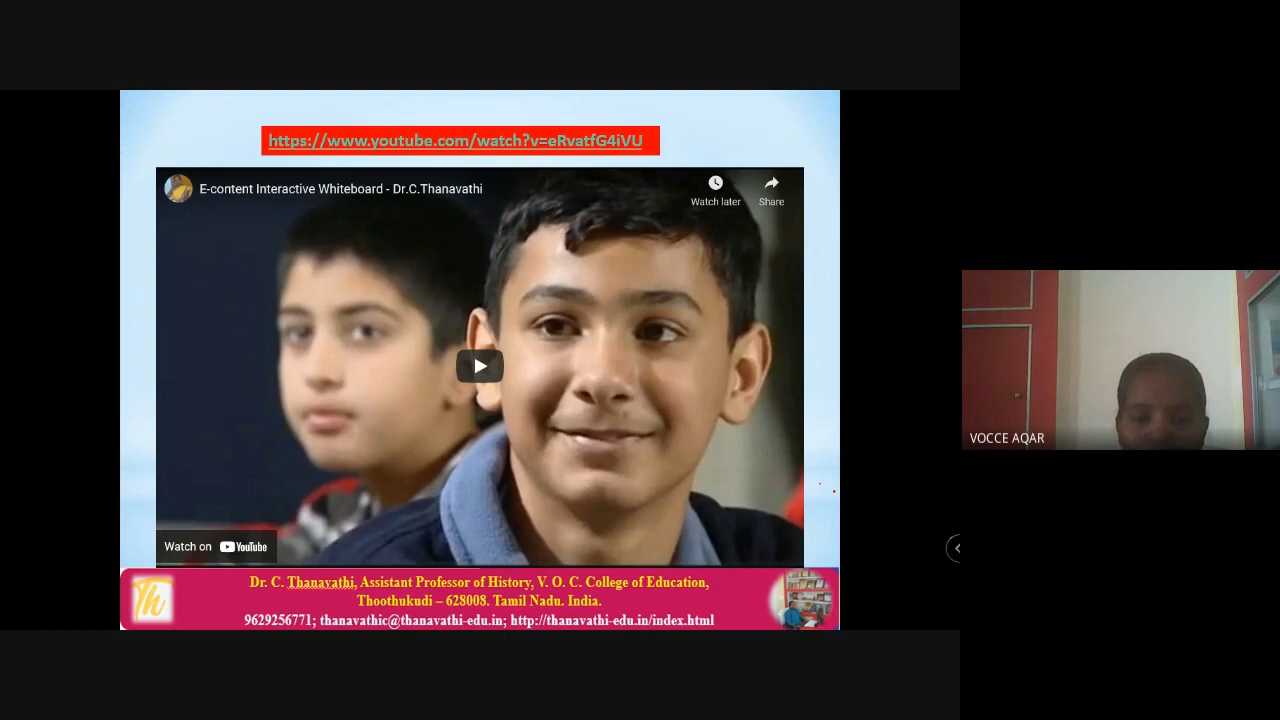 https://www.youtube.com/watch?v=eRvatfG4iVU
E-content Interactive Whiteboard - Dr.C.Thanavathi
Watch later
Share
Watch on YouTube
VOCCE AQAR
Th
Dr. C. Thanavathi, Assistant Professor of History, V. O. C. College of Education,
Thoothukudi – 628008. Tamil Nadu. India.
9629256771; thanavathic@thanavathi-edu.in; http://thanavathi-edu.in/index.html